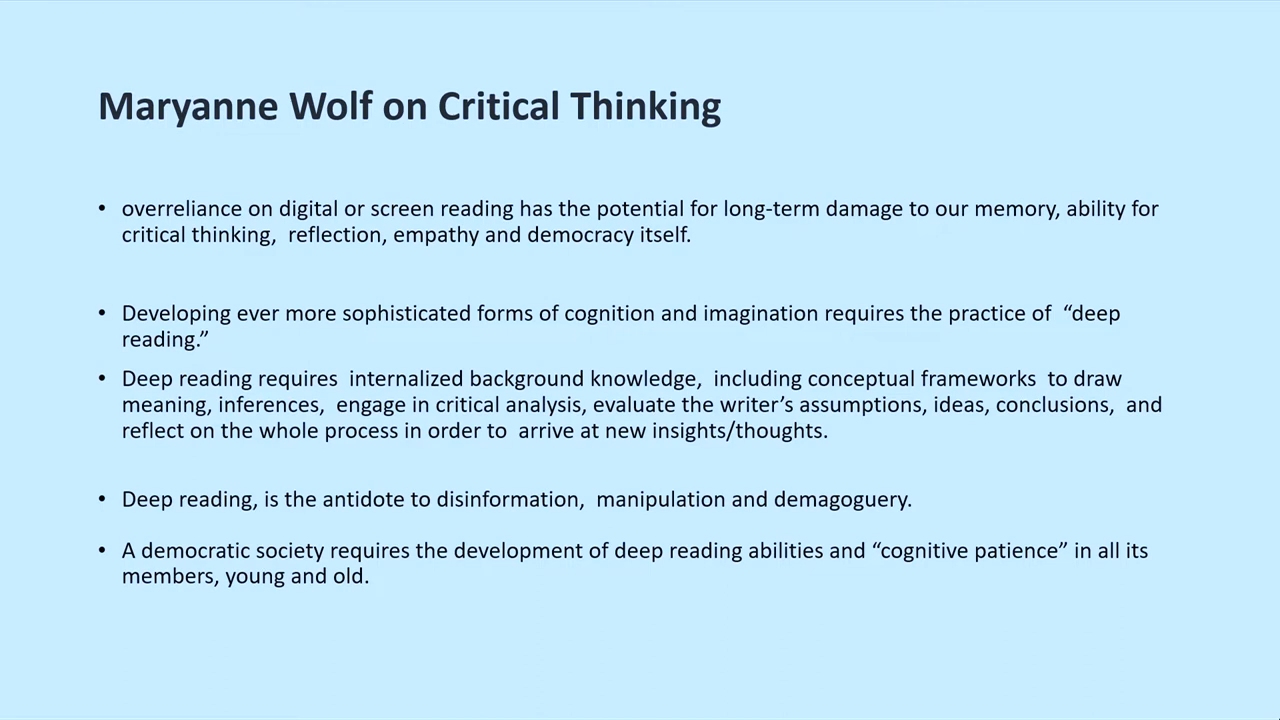 Maryanne Wolf on Critical Thinking
• overreliance on digital or screen reading has the potential for long-term damage to our memory, ability for
critical thinking,  reflection, empathy and democracy itself.
• Developing ever more sophisticated forms of cognition and imagination requires the practice of  “deep
reading.”
• Deep reading requires  internalized background knowledge,  including conceptual frameworks  to draw
meaning, inferences,  engage in critical analysis, evaluate the writer’s assumptions, ideas, conclusions,  and
reflect on the whole process in order to  arrive at new insights/thoughts.
• Deep reading, is the antidote to disinformation,  manipulation and demagoguery.
• A democratic society requires the development of deep reading abilities and “cognitive patience” in all its
members, young and old.